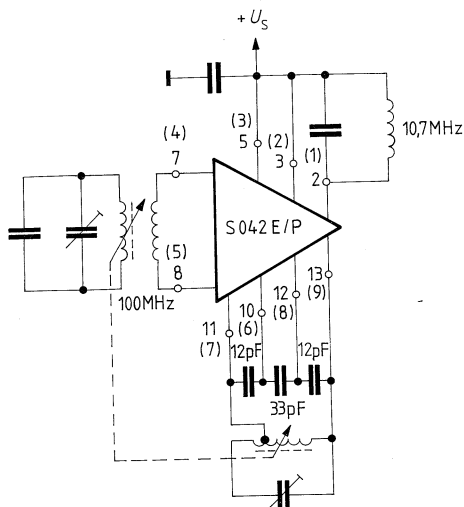 + U_S
(3)
5
(2)
3
(1)
2
10,7MHz
(4)
7
(5)
8
S042E/P
100MHz
11
(7)
10
(6)
12
(8)
13
(9)
12pF
33pF
12pF